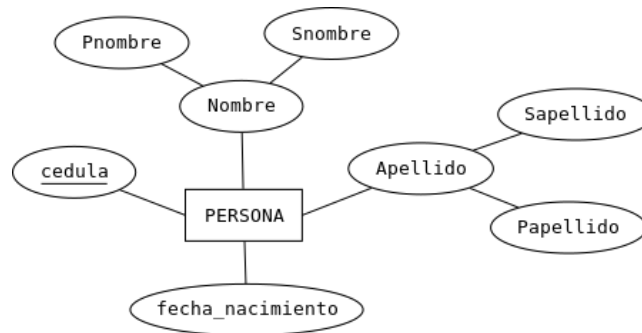 Snombre
Pnombre
Nombre
Sapellido
Apellido
cedula
PERSONA
Papellido
fecha_nacimiento